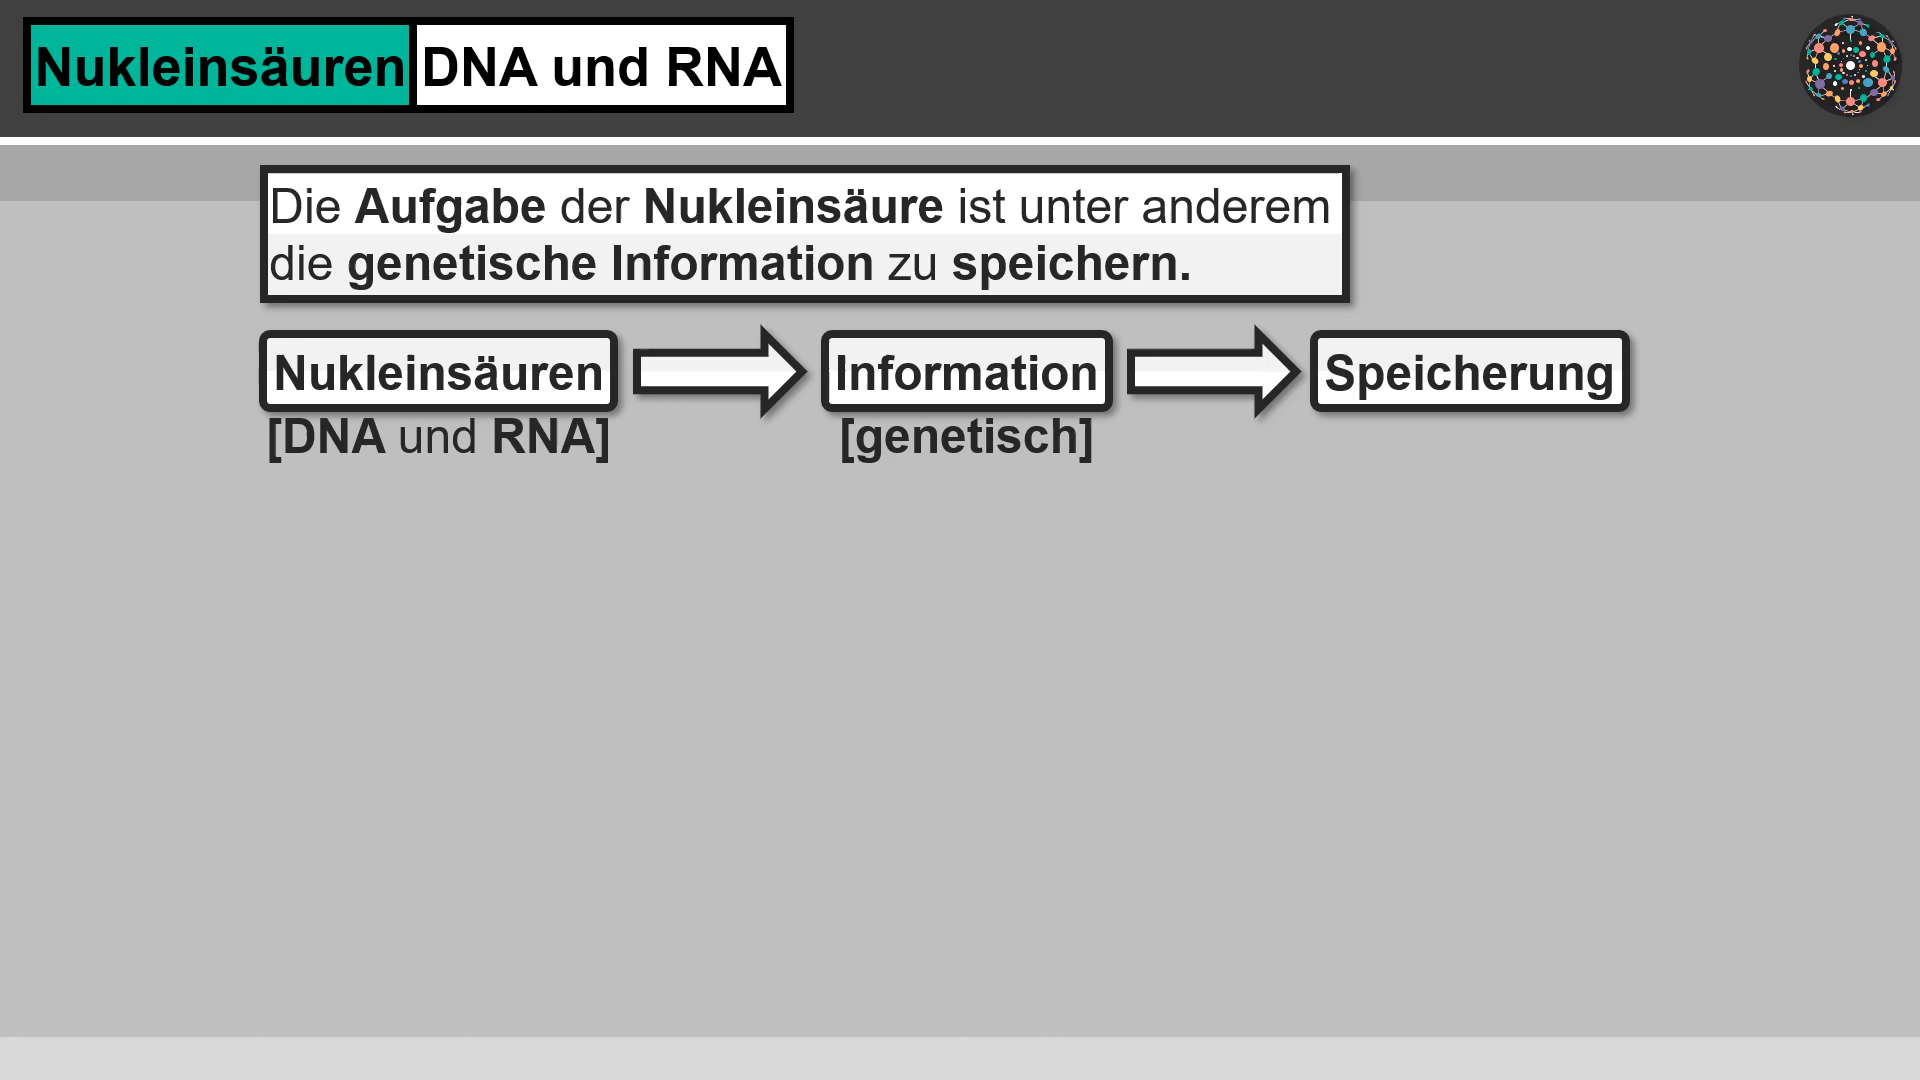 Nukleinsäuren DNA und RNA
Die Aufgabe der Nukleinsäure ist unter anderem
die genetische Information zu speichern.
Nukleinsäuren Information Speicherung
[DNA und RNA] [genetisch]